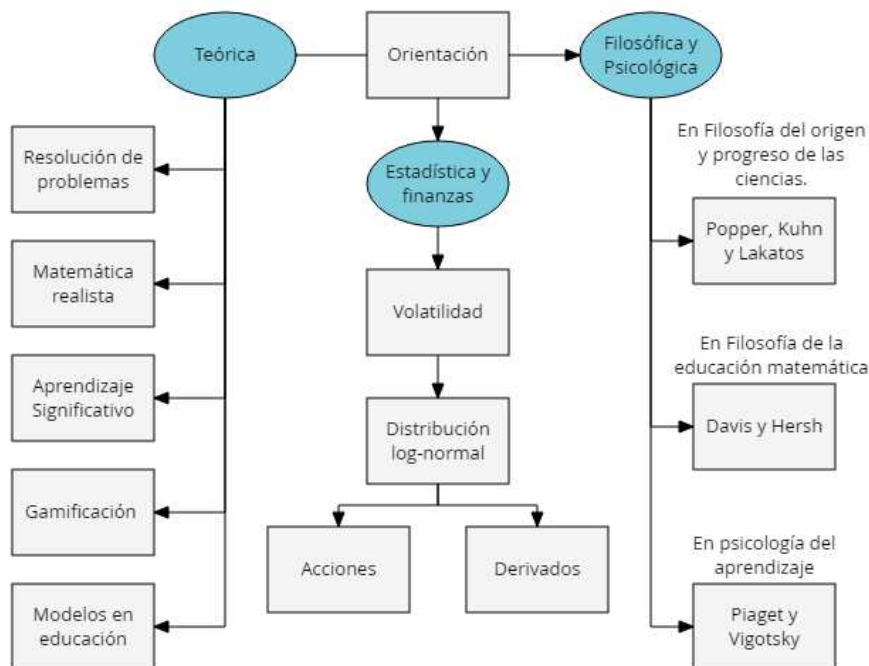 Teórica
Orientación
Filosófica y
Psicológica
Resolución de
problemas
Matemática
realista
Aprendizaje
Significativo
Gamificación
Modelos en
educación
Estadística y
finanzas
Volatilidad
Distribución
log-normal
Acciones
Derivados
En Filosofía del origen
y progreso de las
ciencias.
Popper, Kuhn
y Lakatos
En Filosofía de la
educación matemática
Davis y Hersh
En psicología del
aprendizaje
Piaget y
Vigotsky